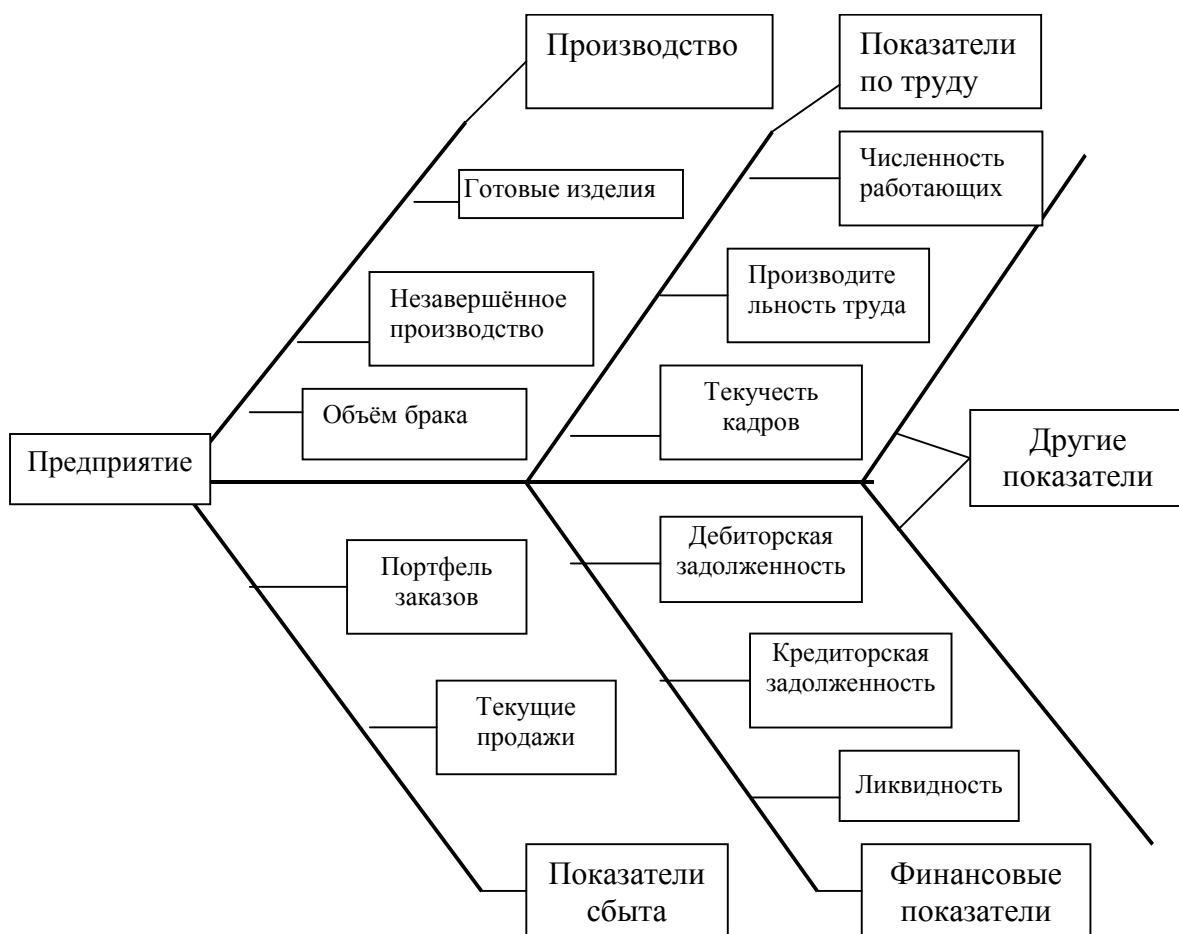 Производство
Показатели
по труду
Численность
работающих
Готовые изделия
Производите
льность труда
Незавершённое
производство
Текучесть
кадров
Объём брака
Другие
показатели
Предприятие
Дебиторская
задолженность
Портфель
заказов
Кредиторская
задолженность
Текущие
продажи
Ликвидность
Показатели
сбыта
Финансовые
показатели